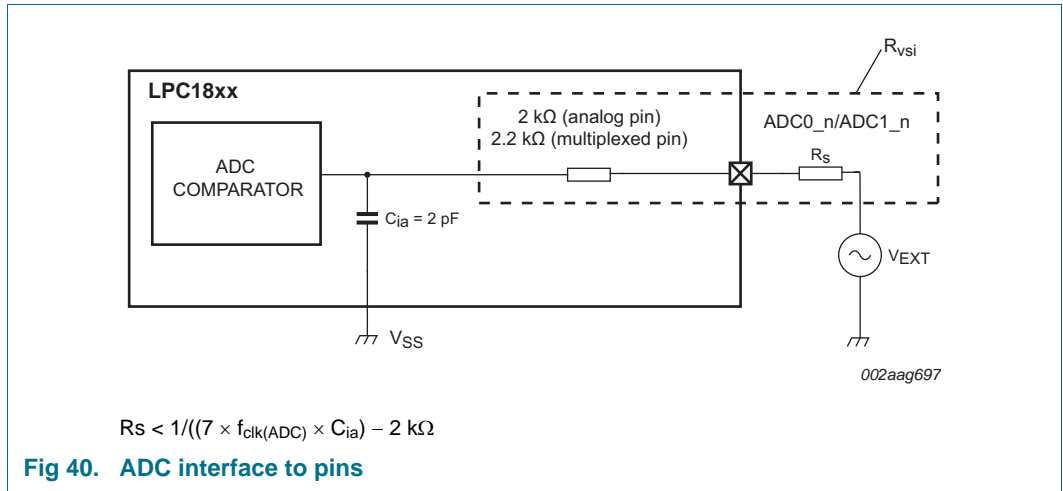 Rvsi
LPC18xx
2 kΩ (analog pin)
2.2 kΩ (multiplexed pin)
ADC0_n/ADC1_n
ADC
COMPARATOR
Rs
Cia = 2 pF
VEXT
VSS
002aag697
Rs < 1/((7 × fclk(ADC) × Cia) − 2 kΩ
Fig 40. ADC interface to pins